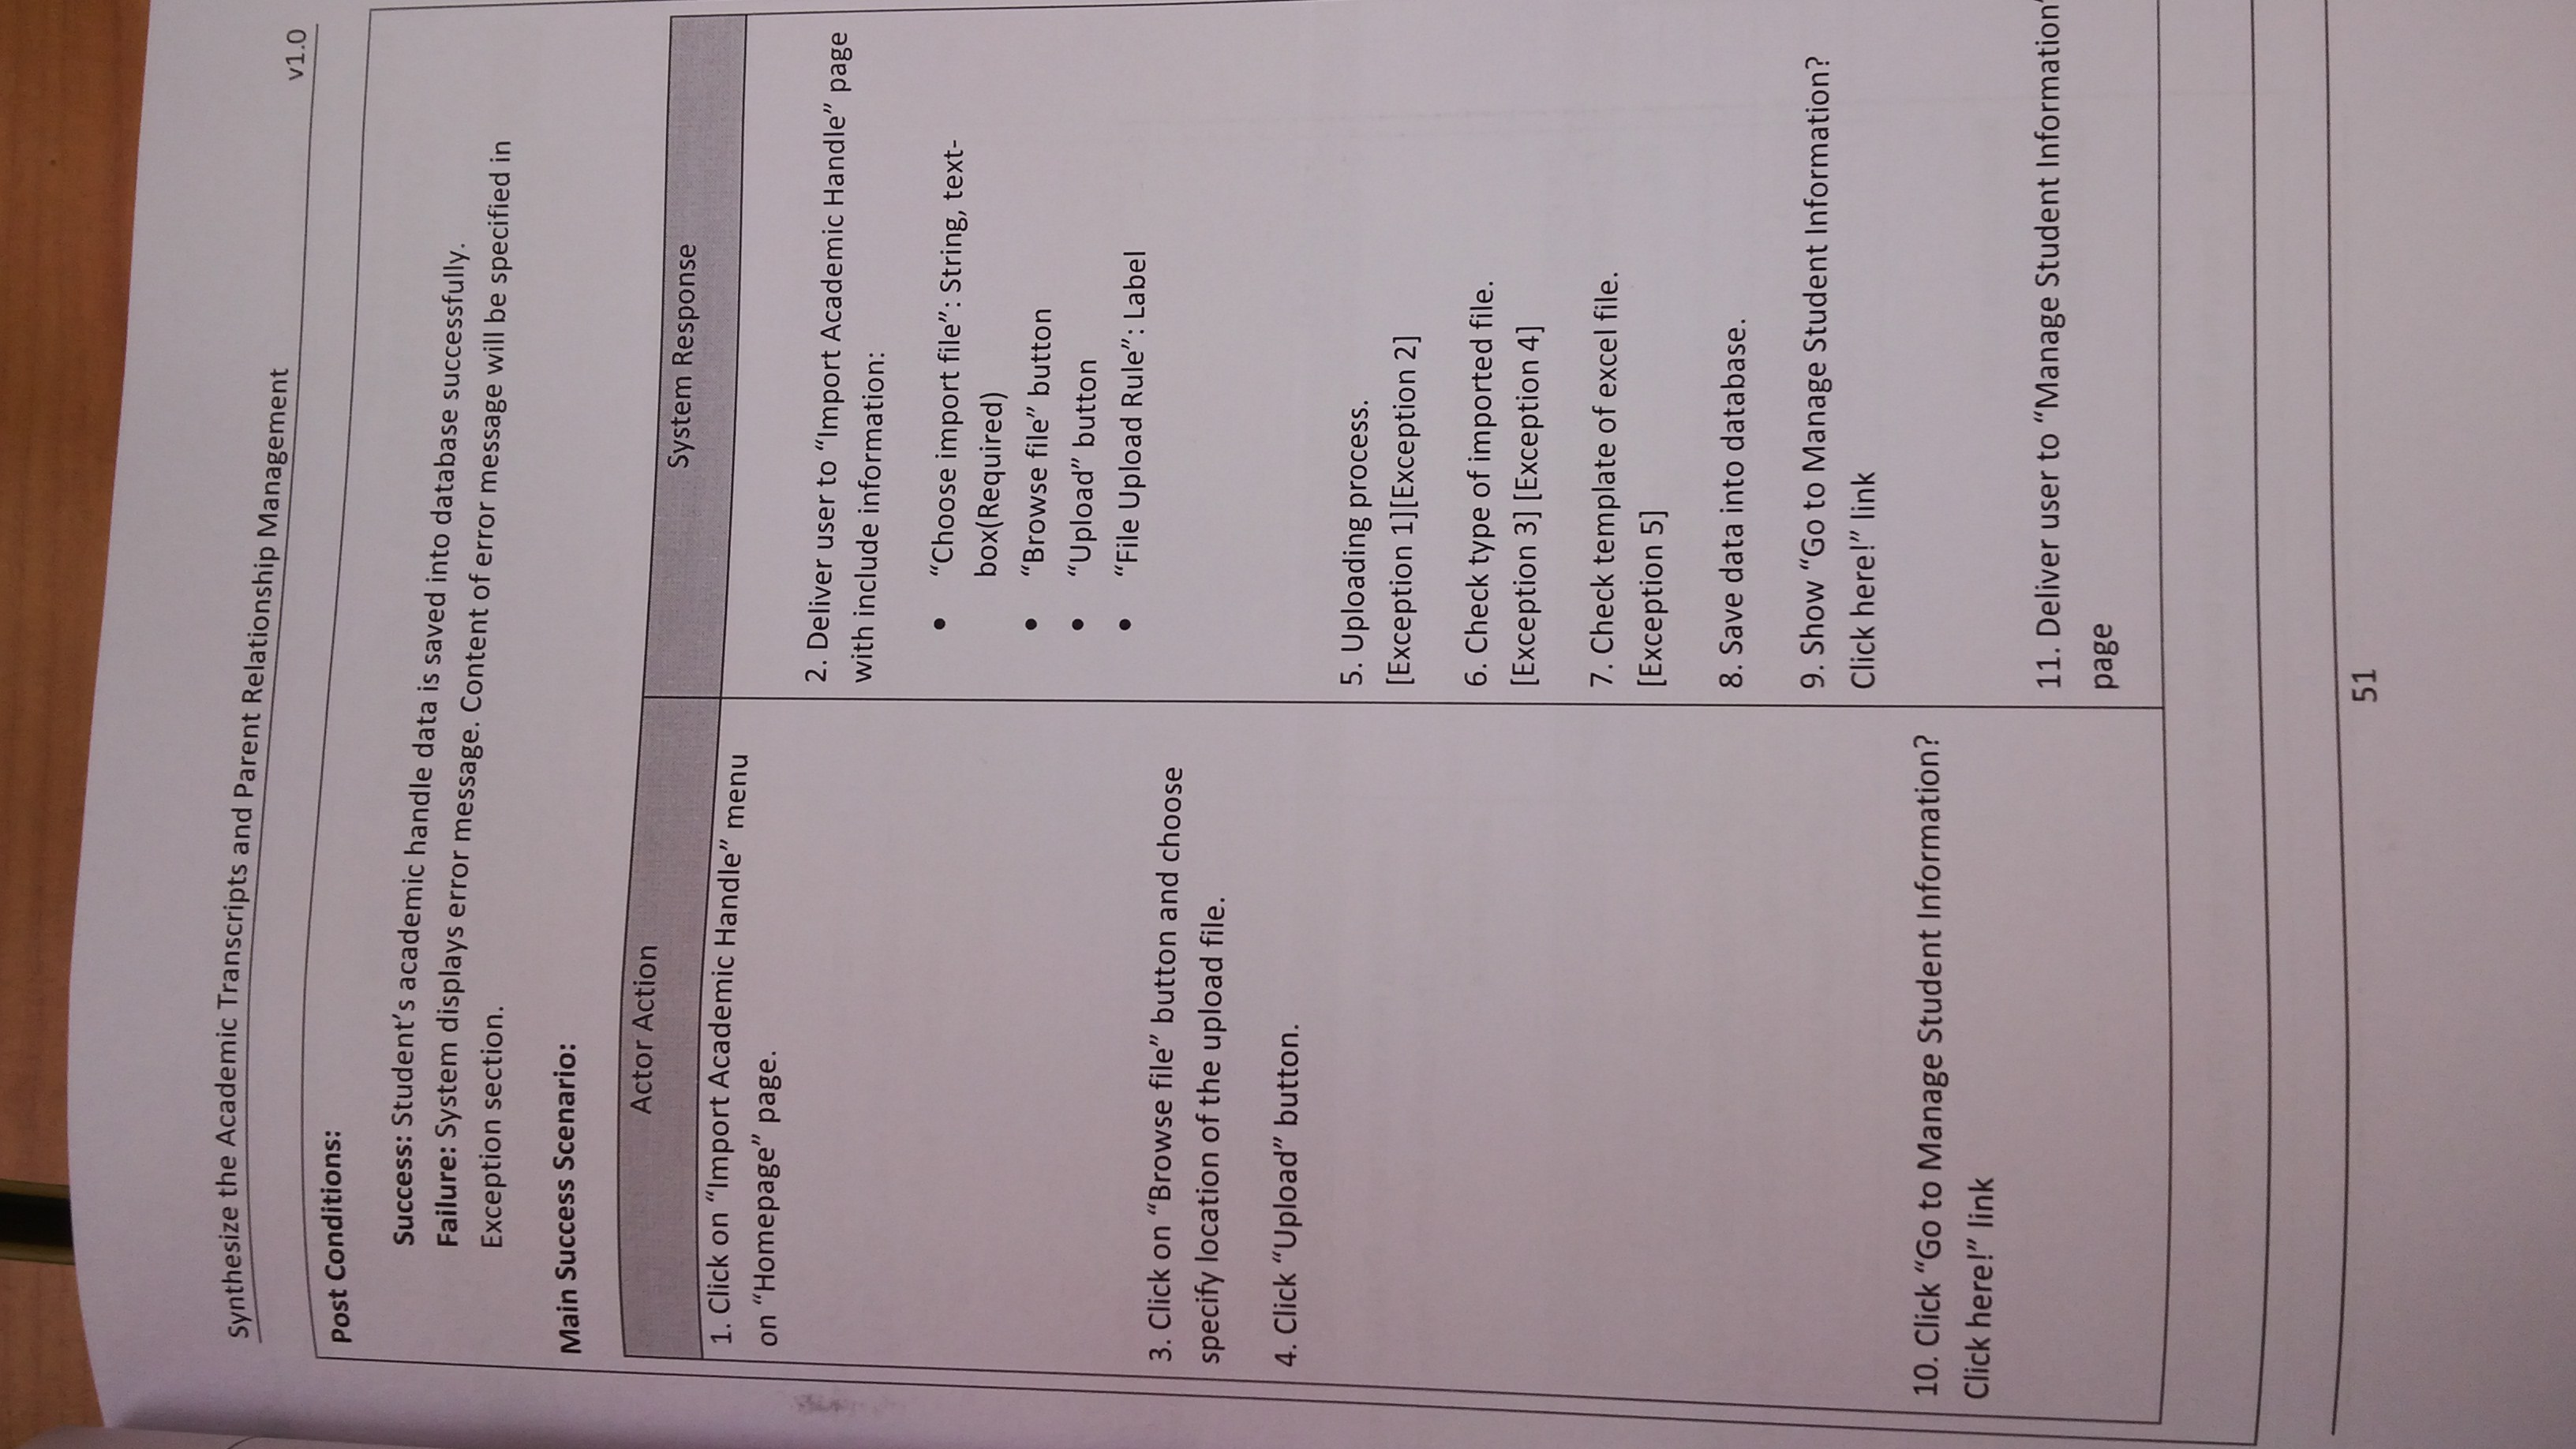 Synthesize the Academic Transcripts and Parent Relationship Management
v1.0
Post Conditions:
Success: Student’s academic handle data is saved into database successfully.
Failure: System displays error message. Content of error message will be specified in
Exception section.
Main Success Scenario:
Actor Action
System Response
1. Click on “Import Academic Handle” menu
on “Homepage” page.
2. Deliver user to “Import Academic Handle” page
with include information:
• “Choose import file”: String, text-
box(Required)
• “Browse file” button
• “Upload” button
• “File Upload Rule”: Label
3. Click on “Browse file” button and choose
specify location of the upload file.
4. Click “Upload” button.
5. Uploading process.
[Exception 1][Exception 2]
6. Check type of imported file.
[Exception 3] [Exception 4]
7. Check template of excel file.
[Exception 5]
8. Save data into database.
9. Show “Go to Manage Student Information?
Click here!” link
10. Click “Go to Manage Student Information?
Click here!” link
11. Deliver user to “Manage Student Information”
page
51